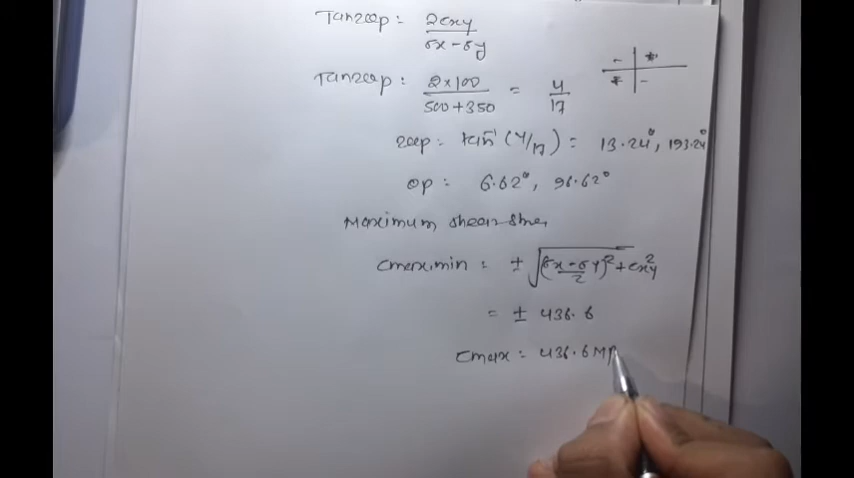 Tan2θp = 2τxy / σx - σy
Tan2θp = 2 × 100 / 500 + 350 = 4 / 17
2θp = tan⁻¹ (4/17) = 13.24°, 193.24°
θp = 6.62°, 96.62°
Maximum shear stres
τmax,min = ± √(σx - σy / 2)² + τxy²
= ± 436.6
τmax = 436.6 MP